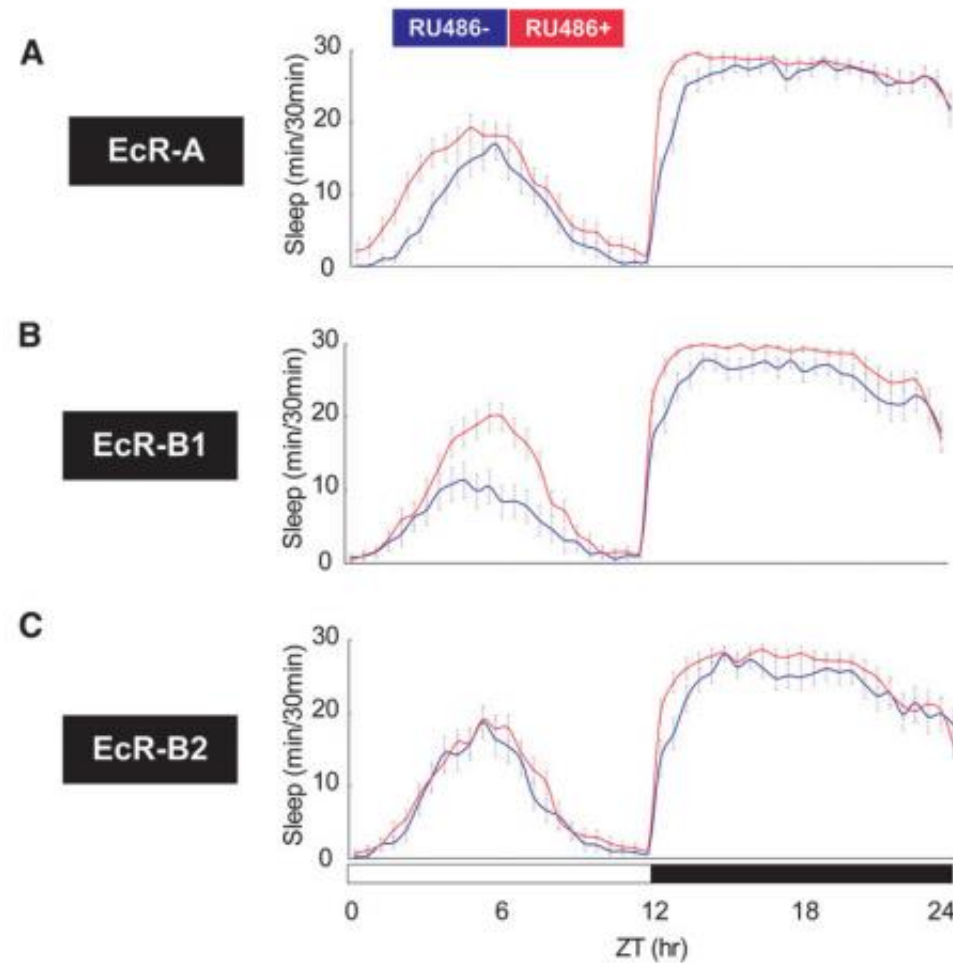 RU486- RU486+
A
EcR-A
Sleep (min/30min)
30
20
10
0
B
EcR-B1
Sleep (min/30min)
30
20
10
0
C
EcR-B2
Sleep (min/30min)
30
20
10
0
0 6 12 18 24
ZT (hr)